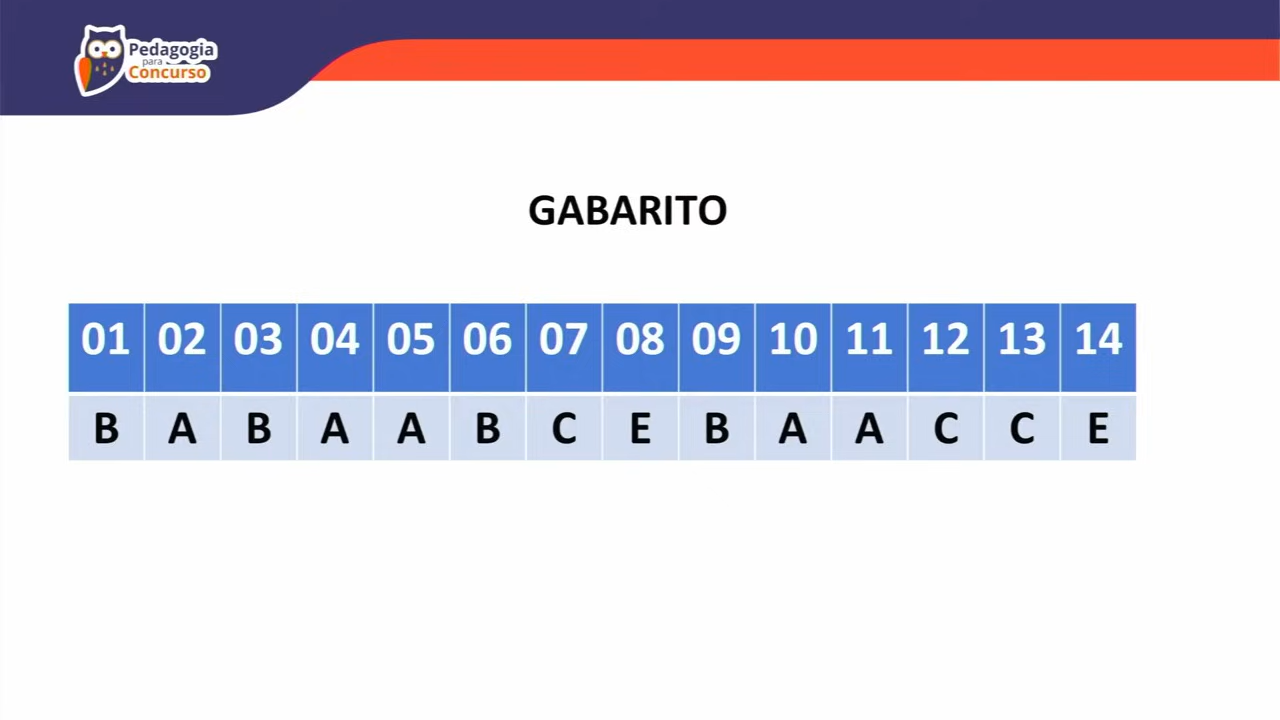 Pedagogia
para
Concurso
GABARITO
01 02 03 04 05 06 07 08 09 10 11 12 13 14
B A B A A B C E B A A C C E